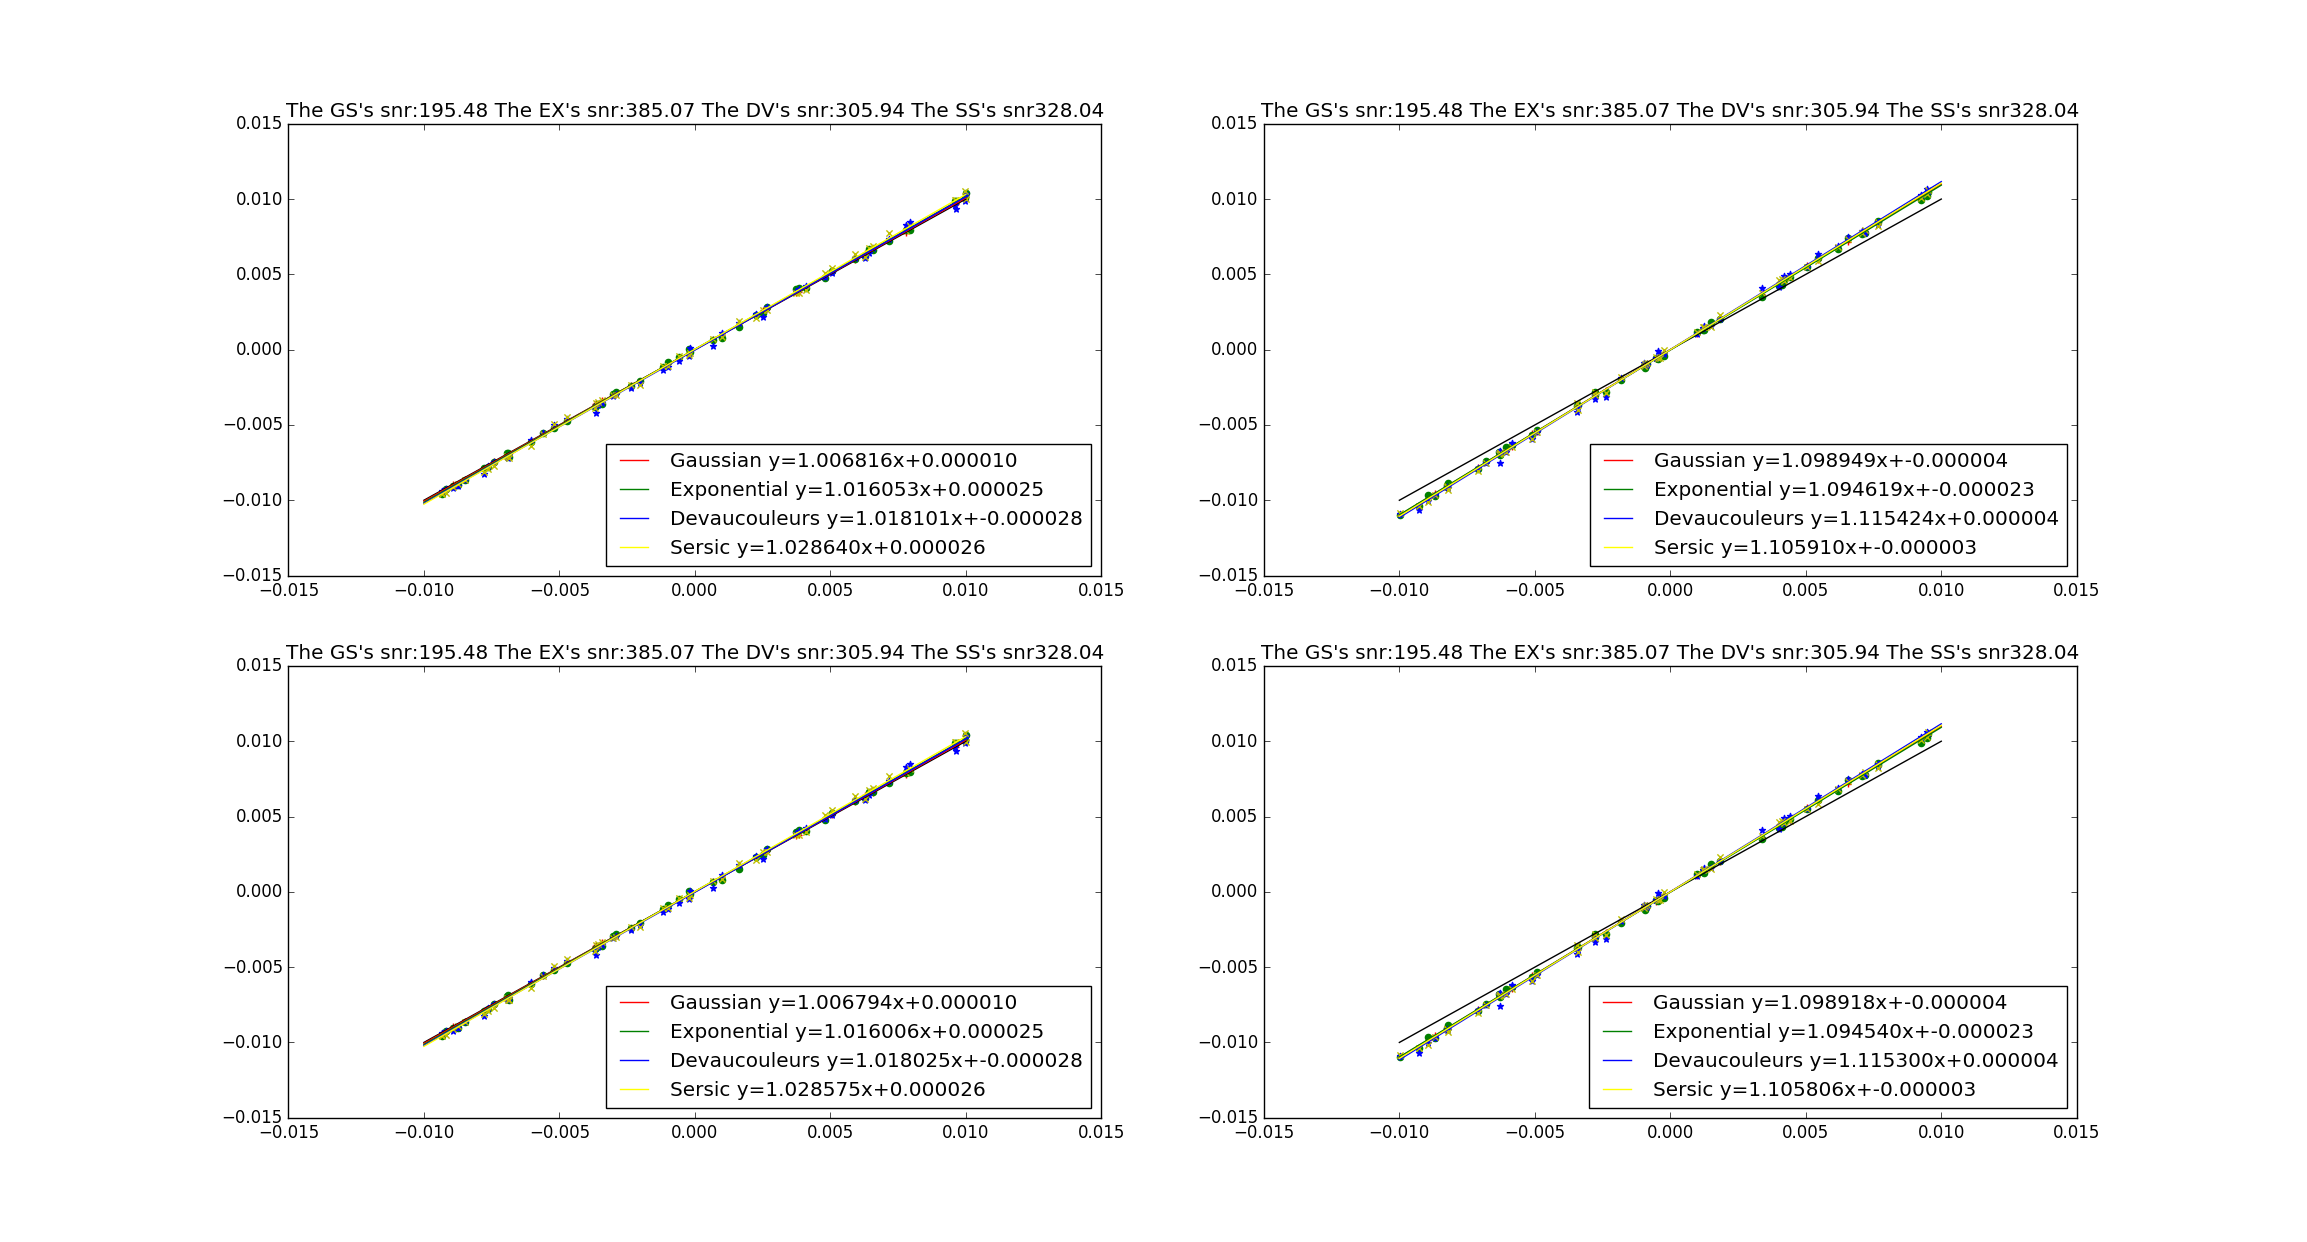 The GS's snr:195.48 The EX's snr:385.07 The DV's snr:305.94 The SS's snr328.04
0.015
0.010
0.005
0.000
−0.005
−0.010
−0.015
Gaussian y=1.006816x+0.000010
Exponential y=1.016053x+0.000025
Devaucouleurs y=1.018101x+-0.000028
Sersic y=1.028640x+0.000026
−0.015 −0.010 −0.005 0.000 0.005 0.010 0.015
The GS's snr:195.48 The EX's snr:385.07 The DV's snr:305.94 The SS's snr328.04
0.015
0.010
0.005
0.000
−0.005
−0.010
−0.015
Gaussian y=1.098949x+-0.000004
Exponential y=1.094619x+-0.000023
Devaucouleurs y=1.115424x+0.000004
Sersic y=1.105910x+-0.000003
−0.015 −0.010 −0.005 0.000 0.005 0.010 0.015
The GS's snr:195.48 The EX's snr:385.07 The DV's snr:305.94 The SS's snr328.04
0.015
0.010
0.005
0.000
−0.005
−0.010
−0.015
Gaussian y=1.006794x+0.000010
Exponential y=1.016006x+0.000025
Devaucouleurs y=1.018025x+-0.000028
Sersic y=1.028575x+0.000026
−0.015 −0.010 −0.005 0.000 0.005 0.010 0.015
The GS's snr:195.48 The EX's snr:385.07 The DV's snr:305.94 The SS's snr328.04
0.015
0.010
0.005
0.000
−0.005
−0.010
−0.015
Gaussian y=1.098918x+-0.000004
Exponential y=1.094540x+-0.000023
Devaucouleurs y=1.115300x+0.000004
Sersic y=1.105806x+-0.000003
−0.015 −0.010 −0.005 0.000 0.005 0.010 0.015